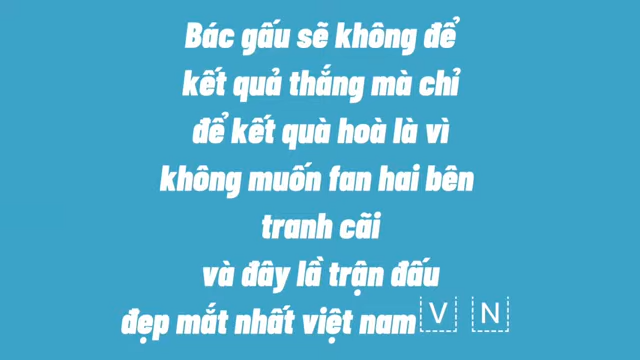 Bác gấu sẽ không để
kết quả thắng mà chỉ
để kết quà hoà là vì
không muốn fan hai bên
tranh cãi
và đây lầ trận đấu
đẹp mắt nhất việt nam 🇻 🇳